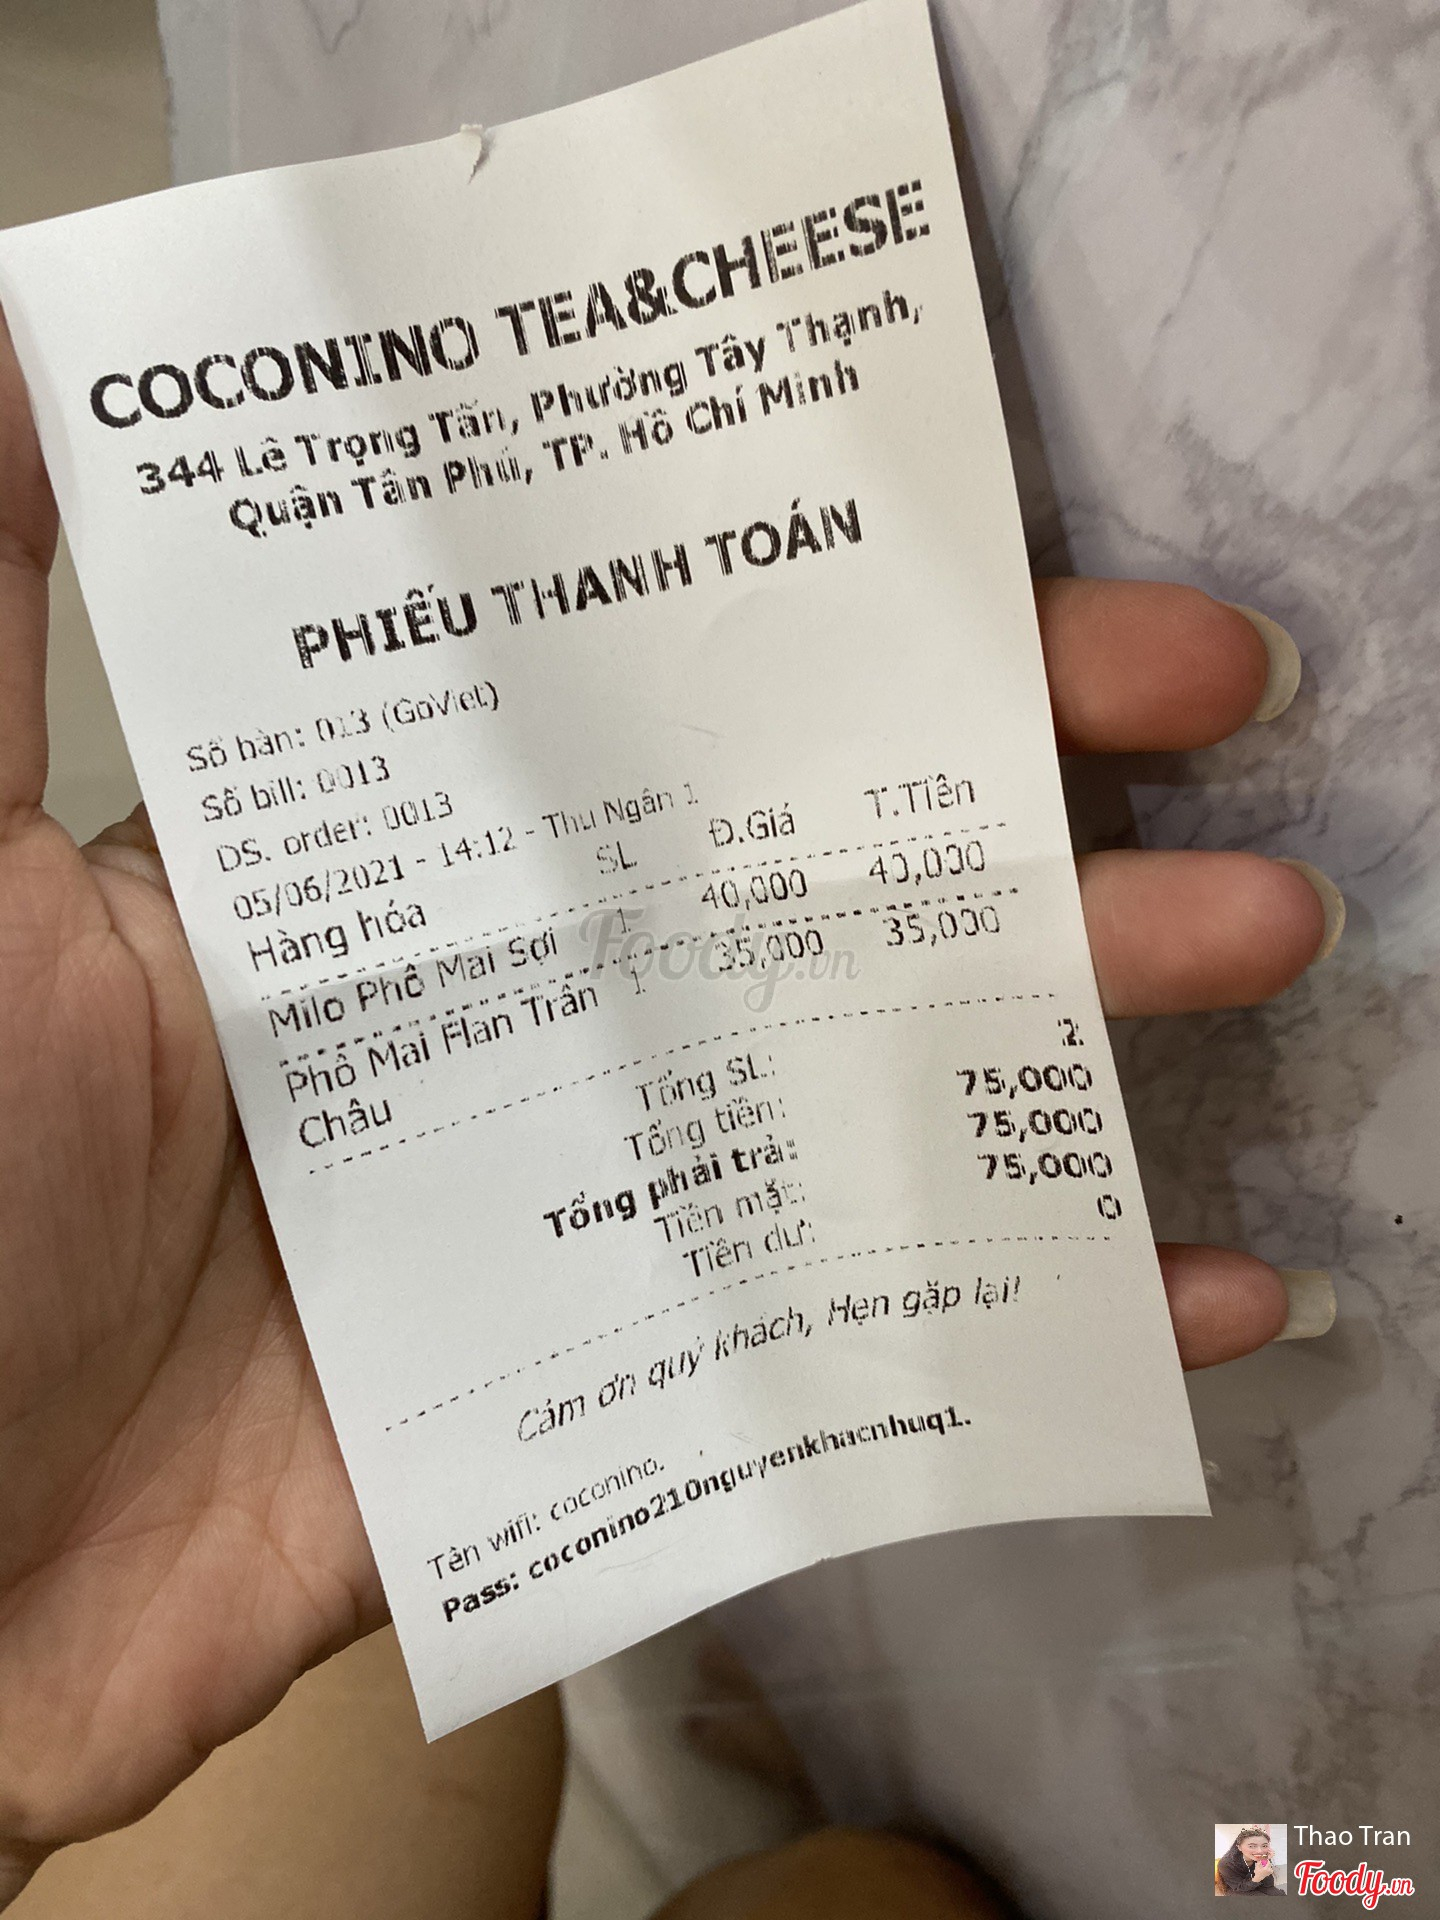 COCONINO TEA&CHEESE
344 Lê Trọng Tấn, Phường Tây Thạnh,
Quận Tân Phú, TP. Hồ Chí Minh
PHIẾU THANH TOÁN
Số bàn: 013 (GoViet)
Số bill: 0013
DS. order: 0013
05/06/2021 - 14:12 - Thu Ngân 1
Hàng hóa SL Đ.Giá T.Tiền
Milo Phô Mai Sợi 1 40,000 40,000
Phô Mai Flan Trân 1 35,000 35,000
Châu
Tổng SL: 2
Tổng tiền: 75,000
Tổng phải trả: 75,000
Tiền mặt: 75,000
Tiền dư: 0
Cảm ơn quý khách, Hẹn gặp lại!
Tên wifi: coconino.
Pass: coconino210nguyenkhacnhuq1.
Foody.vn
Thao Tran
Foody.vn